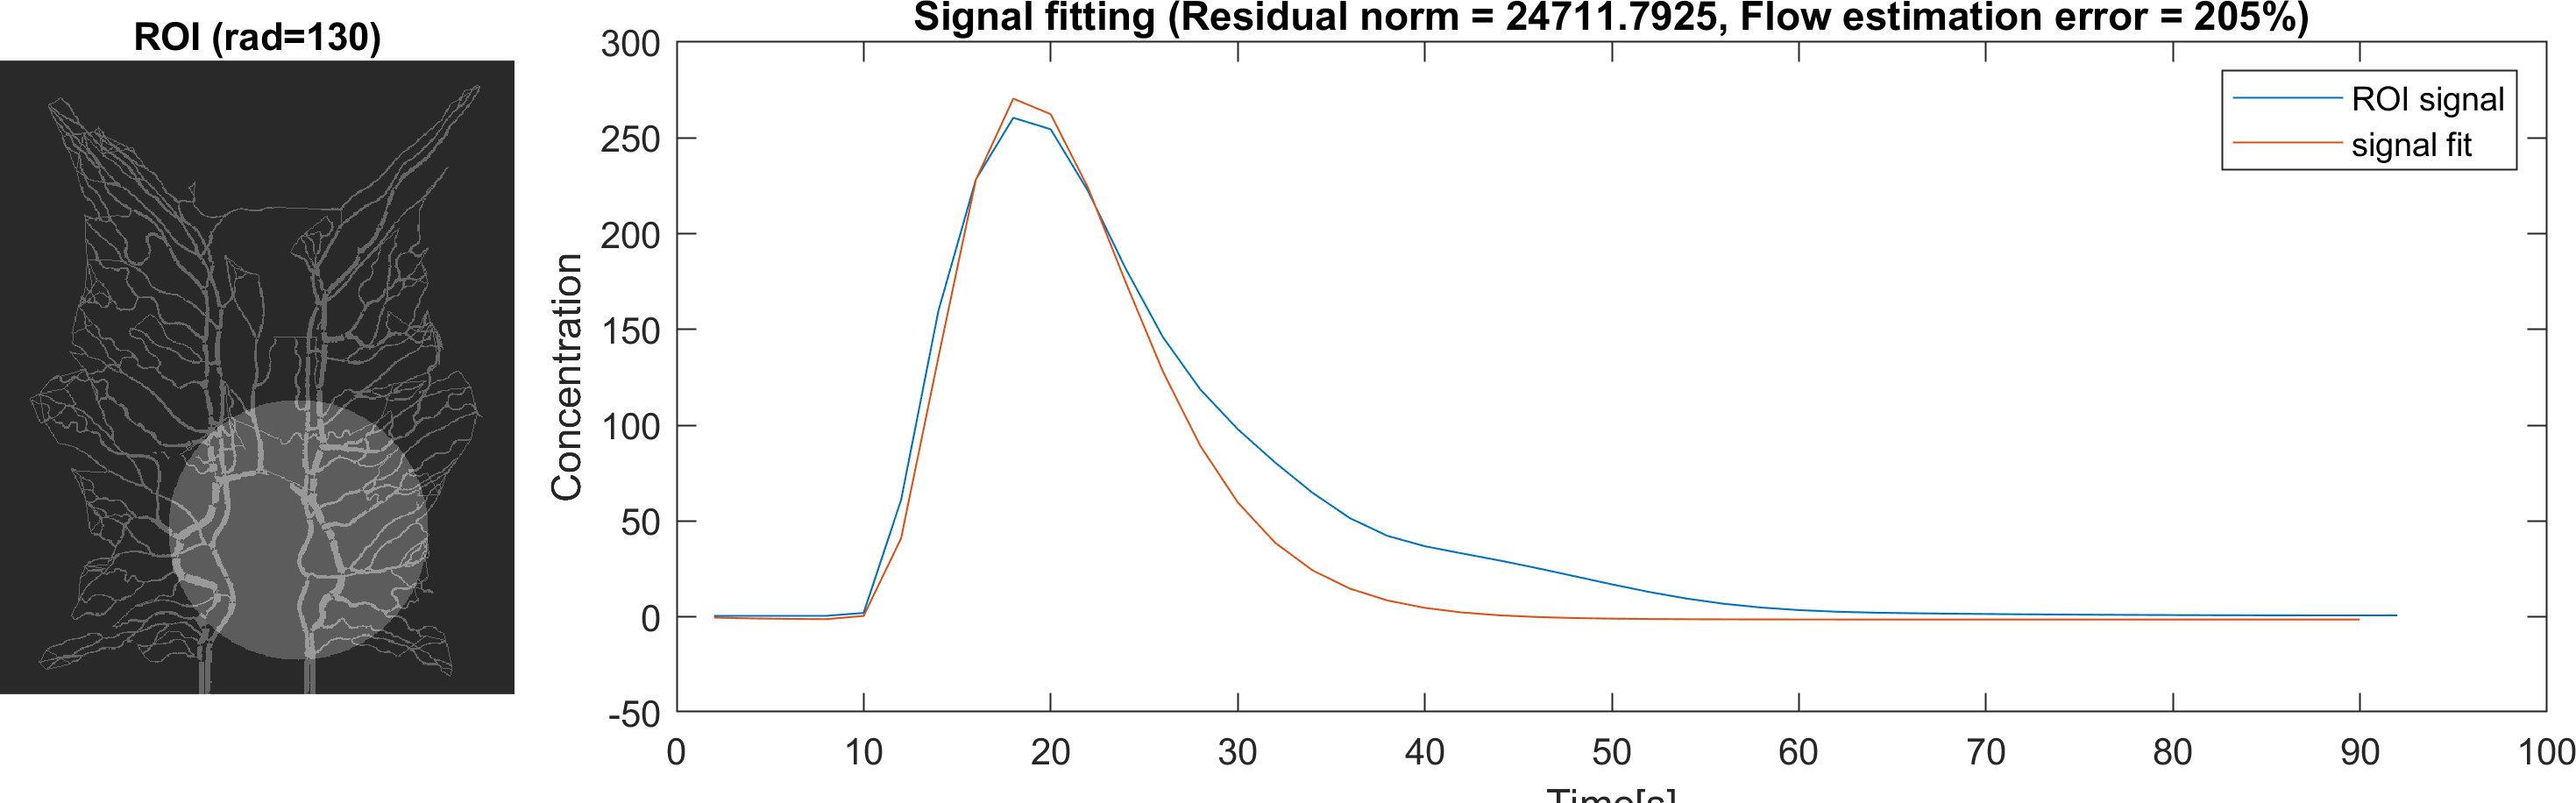 ROI (rad=130)
Signal fitting (Residual norm = 24711.7925, Flow estimation error = 205%)
300
250
200
150
100
50
0
-50
Concentration
ROI signal
signal fit
0 10 20 30 40 50 60 70 80 90 100
Time[s]